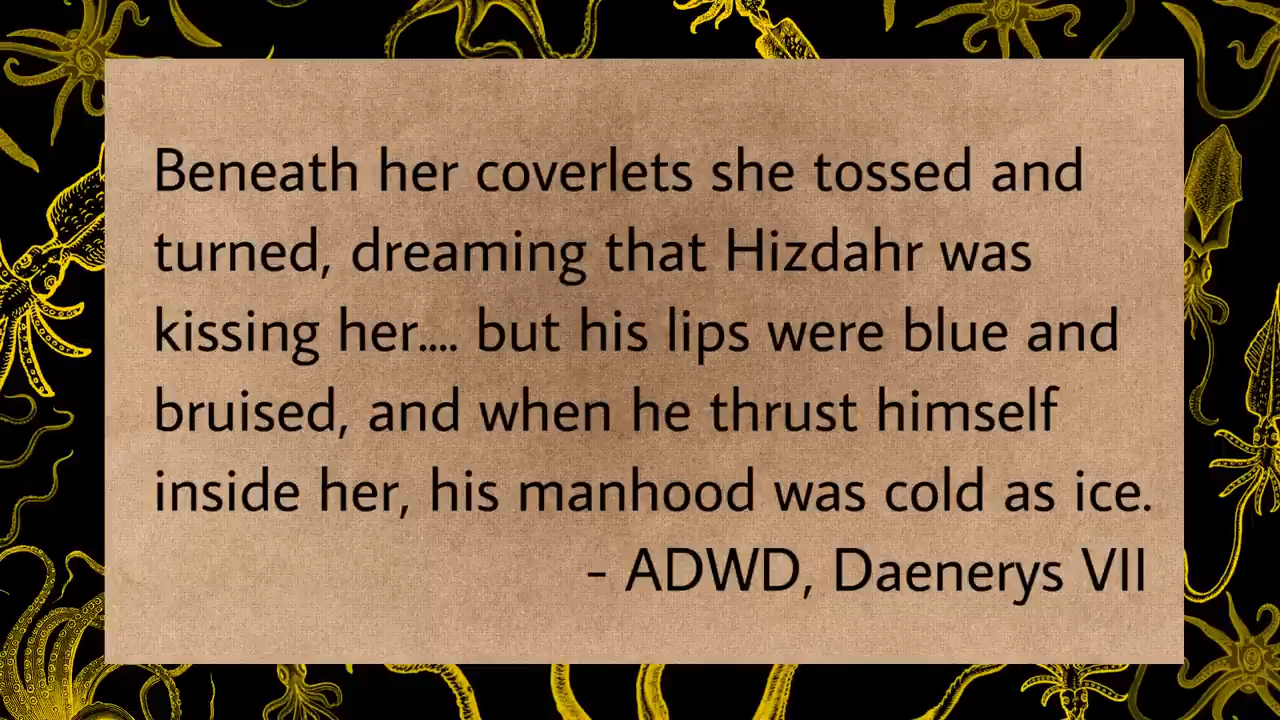 Beneath her coverlets she tossed and
turned, dreaming that Hizdahr was
kissing her.... but his lips were blue and
bruised, and when he thrust himself
inside her, his manhood was cold as ice.
- ADWD, Daenerys VII